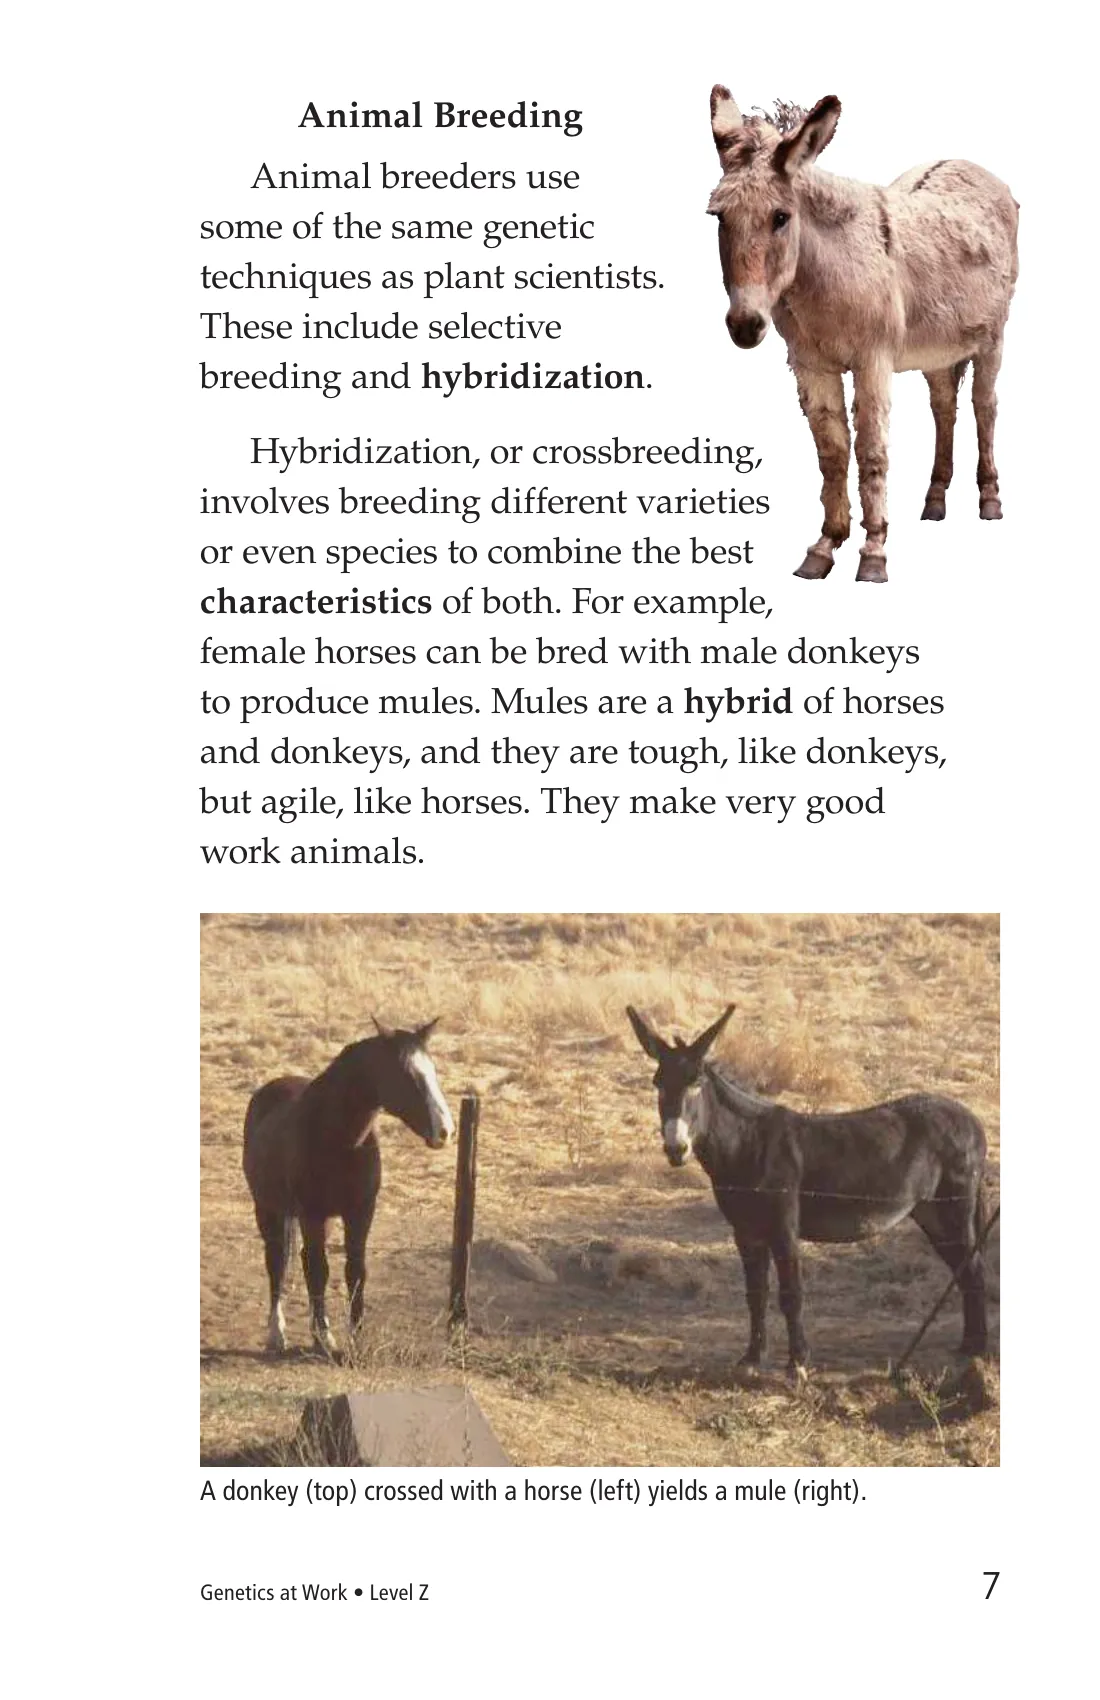 Animal Breeding
Animal breeders use
some of the same genetic
techniques as plant scientists.
These include selective
breeding and hybridization.
Hybridization, or crossbreeding,
involves breeding different varieties
or even species to combine the best
characteristics of both. For example,
female horses can be bred with male donkeys
to produce mules. Mules are a hybrid of horses
and donkeys, and they are tough, like donkeys,
but agile, like horses. They make very good
work animals.
A donkey (top) crossed with a horse (left) yields a mule (right).
Genetics at Work • Level Z
7